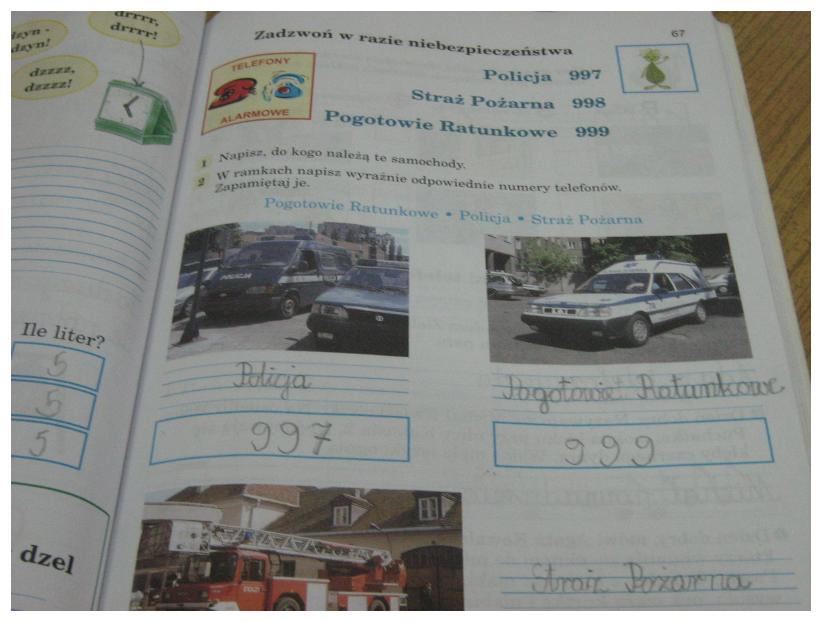 dzyn -
dzyn!
drrrr,
drrrr!
dzzzz,
dzzzz!
Ile liter?
5
5
5
dzel
67
Zadzwoń w razie niebezpieczeństwa
TELEFONY
ALARMOWE
Policja 997
Straż Pożarna 998
Pogotowie Ratunkowe 999
1 Napisz, do kogo należą te samochody.
2 W ramkach napisz wyraźnie odpowiednie numery telefonów.
Zapamiętaj je.
Pogotowie Ratunkowe • Policja • Straż Pożarna
POLICJA
Policja
997
Pogotowie Ratunkowe
999
Straż Pożarna